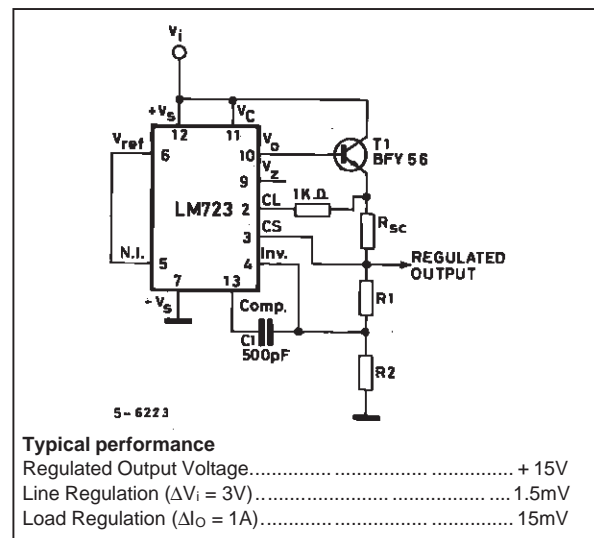 Vi
+Vs VC
12 11
Vref 6
VO
10
T1
BFY 56
VZ
9
1KΩ
CL
2
LM723
RSC
CS
3
REGULATED
OUTPUT
N.I. 5
Inv.
4
7 13
R1
-Vs
Comp.
C1
500pF
R2
5-6223
Typical performance
Regulated Output Voltage.............. ..................... ................. + 15V
Line Regulation (ΔVi = 3V).............. ..................... .... 1.5mV
Load Regulation (ΔIO = 1A).............. ..................... ................. 15mV